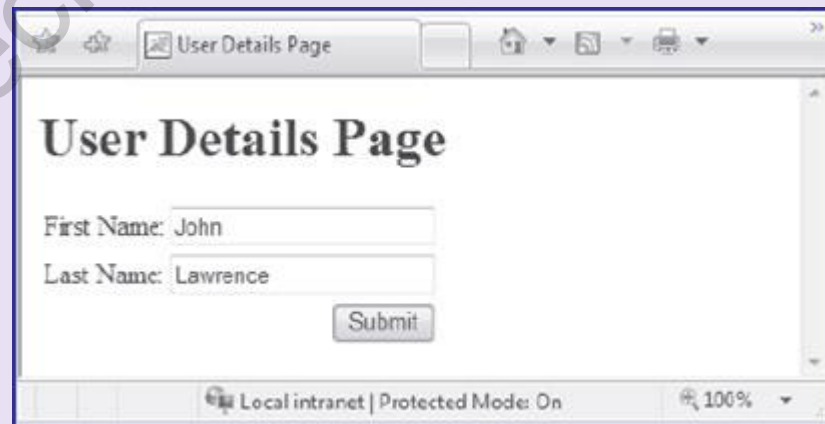 User Details Page
User Details Page
First Name: John
Last Name: Lawrence
Submit
Local intranet | Protected Mode: On
100%